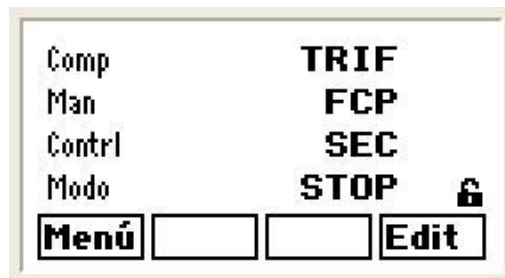 Comp TRIF
Man FCP
Contrl SEC
Modo STOP
Menú Edit